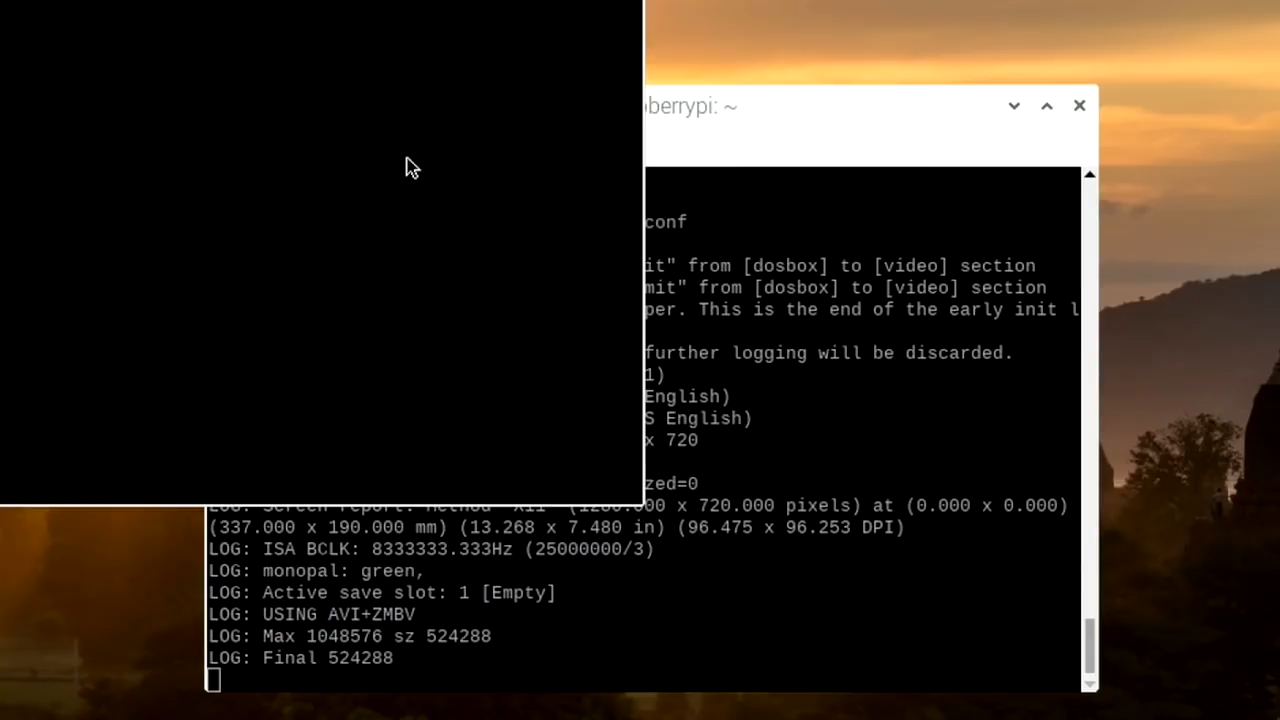 berrypi: ~
conf
it" from [dosbox] to [video] section
mit" from [dosbox] to [video] section
per. This is the end of the early init l
further logging will be discarded.
1)
English)
S English)
x 720
zed=0
LOG: Screen report: Method 'X11' (1280.000 x 720.000 pixels) at (0.000 x 0.000)
(337.000 x 190.000 mm) (13.268 x 7.480 in) (96.475 x 96.253 DPI)
LOG: ISA BCLK: 8333333.333Hz (25000000/3)
LOG: monopal: green,
LOG: Active save slot: 1 [Empty]
LOG: USING AVI+ZMBV
LOG: Max 1048576 sz 524288
LOG: Final 524288